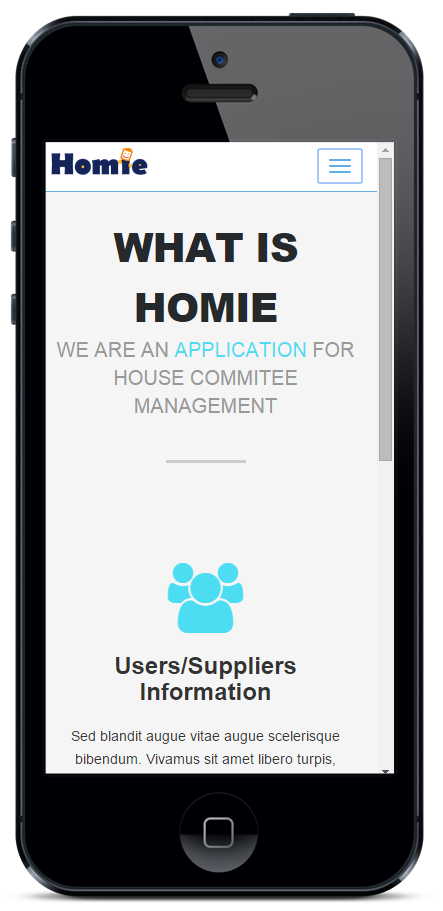 Homie
WHAT IS
HOMIE
WE ARE AN APPLICATION FOR
HOUSE COMMITEE
MANAGEMENT
Users/Suppliers
Information
Sed blandit augue vitae augue scelerisque
bibendum. Vivamus sit amet libero turpis,